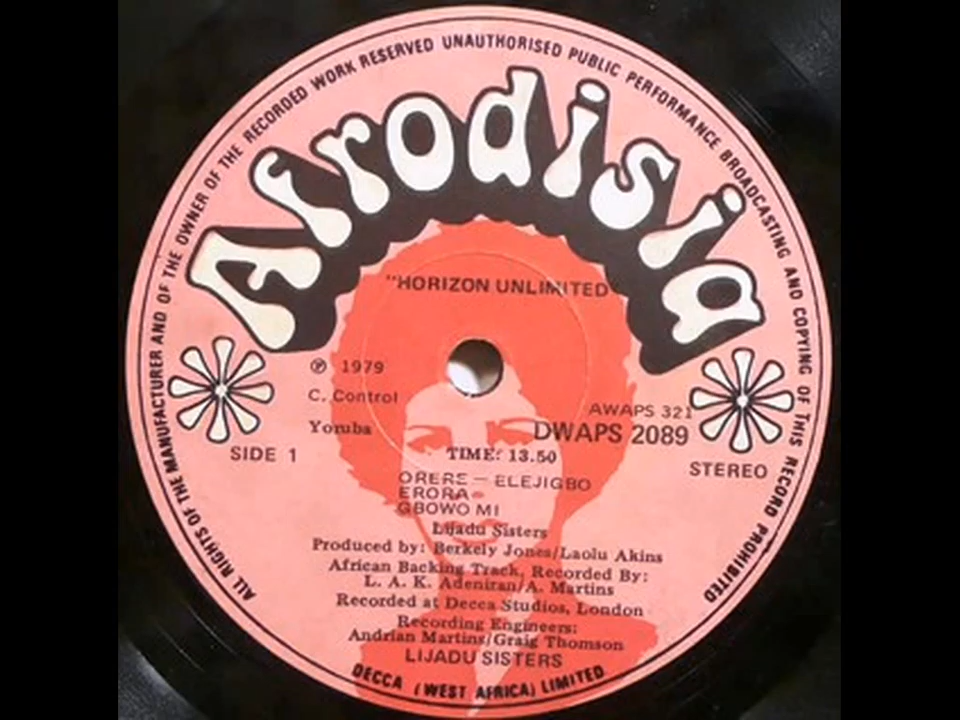 ALL RIGHTS OF THE MANUFACTURER AND OF THE OWNER OF THE RECORDED WORK RESERVED UNAUTHORISED PUBLIC PERFORMANCE BROADCASTING AND COPYING OF THIS RECORD PROHIBITED
Afrodisia
"HORIZON UNLIMITED
℗ 1979
C. Control
Yoruba
SIDE 1
AWAPS 321
DWAPS 2089
STEREO
TIME: 13.50
ORERE – ELEJIGBO
ERORA
GBOWO MI
Lijadu Sisters
Produced by: Berkely Jones/Laolu Akins
African Backing Track, Recorded By:
L. A. K. Adeniran/A. Martins
Recorded at Decca Studios, London
Recording Engineers:
Andrian Martins/Graig Thomson
LIJADU SISTERS
DECCA (WEST AFRICA) LIMITED